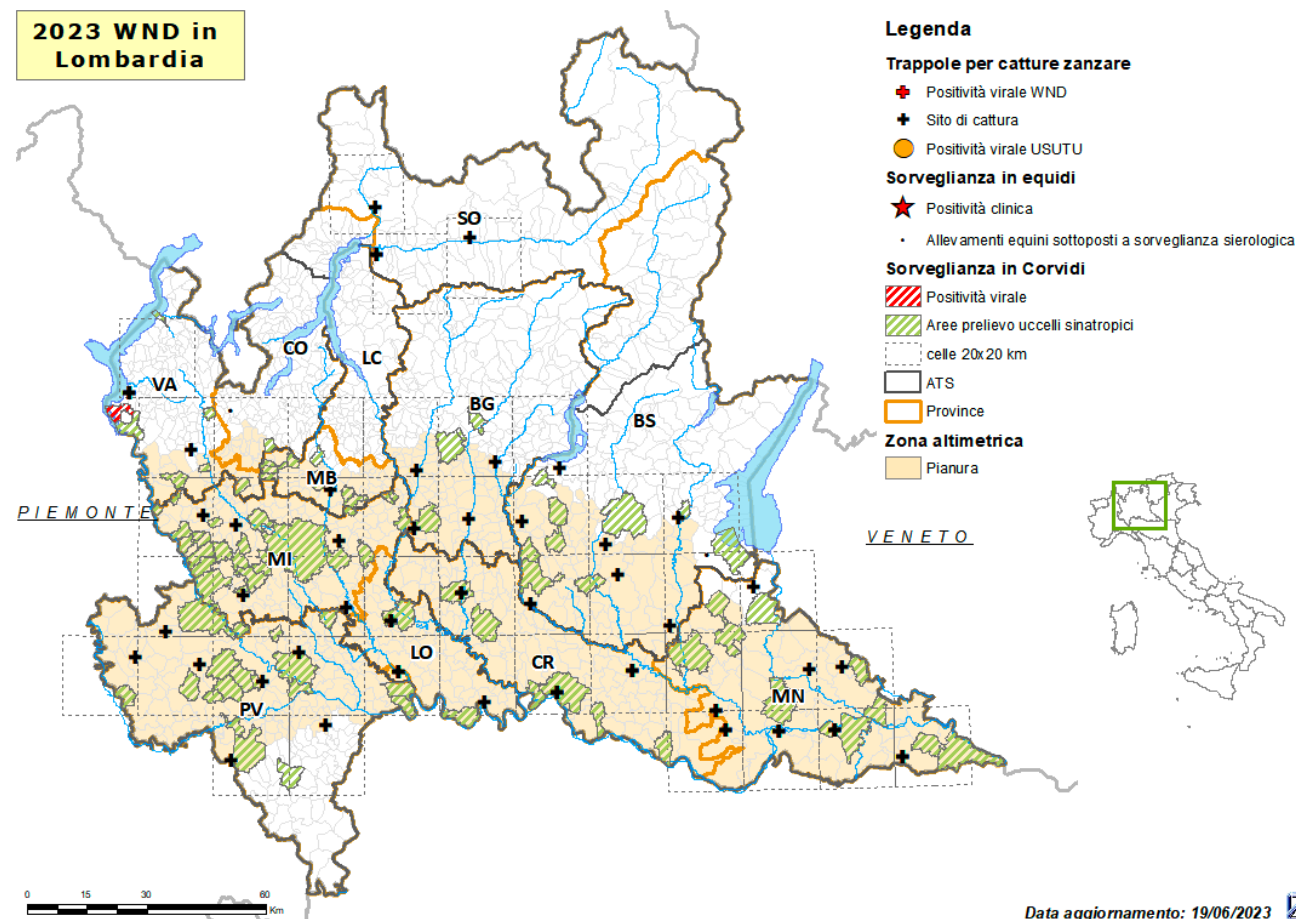 2023 WND in
Lombardia
Legenda
Trappole per catture zanzare
Positività virale WND
Sito di cattura
Positività virale USUTU
Sorveglianza in equidi
Positività clinica
Allevamenti equini sottoposti a sorveglianza sierologica
Sorveglianza in Corvidi
Positività virale
Aree prelievo uccelli sinatropici
celle 20x20 km
ATS
Province
Zona altimetrica
Pianura
SO
CO
LC
VA
BG
BS
MB
PIEMONTE
VENETO
MI
LO
CR
MN
PV
0 15 30 60
Km
Data aggiornamento: 19/06/2023